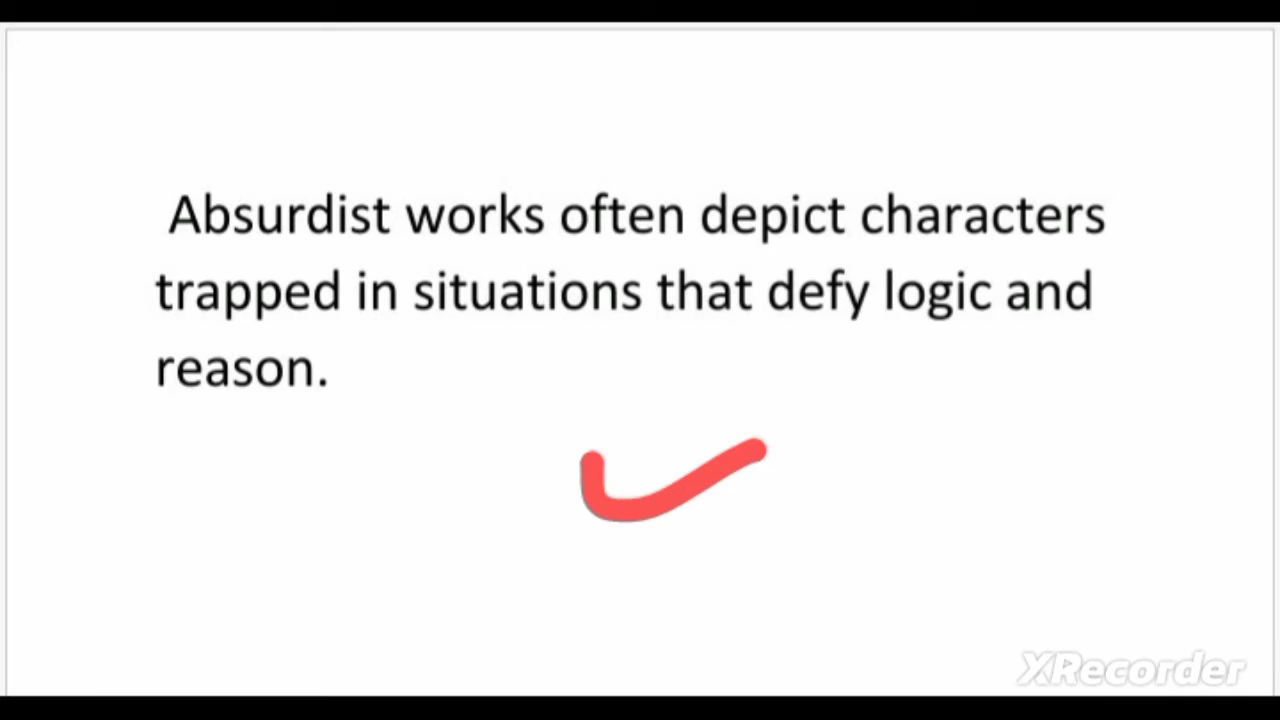 Absurdist works often depict characters
trapped in situations that defy logic and
reason.
XRecorder